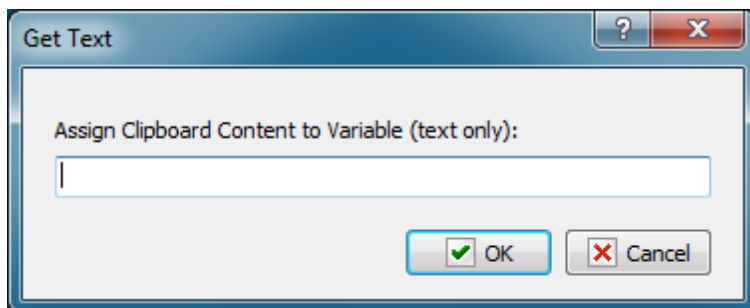 Get Text
?
Assign Clipboard Content to Variable (text only):
OK
Cancel